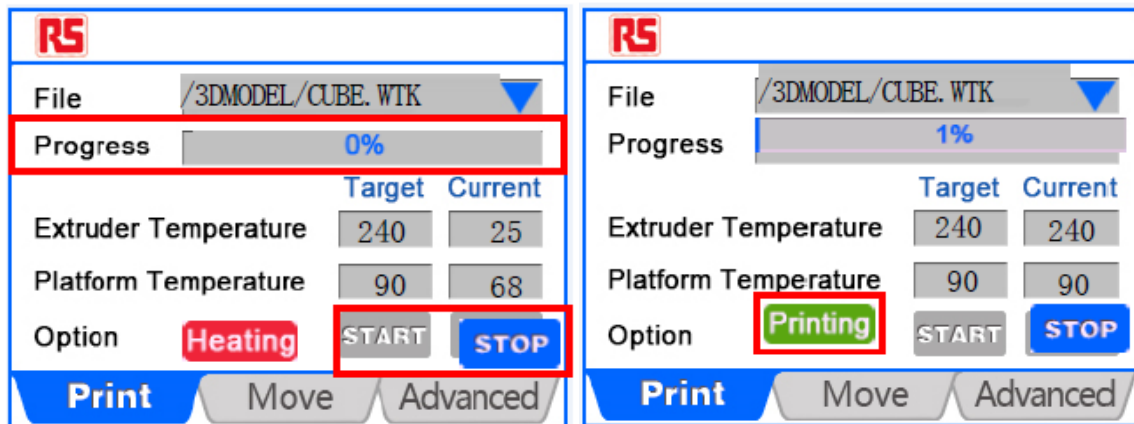 RS
File /3DMODEL/CUBE.WTK
Progress 0%
Target Current
Extruder Temperature 240 25
Platform Temperature 90 68
Option Heating START STOP
Print Move Advanced
RS
File /3DMODEL/CUBE.WTK
Progress 1%
Target Current
Extruder Temperature 240 240
Platform Temperature 90 90
Option Printing START STOP
Print Move Advanced